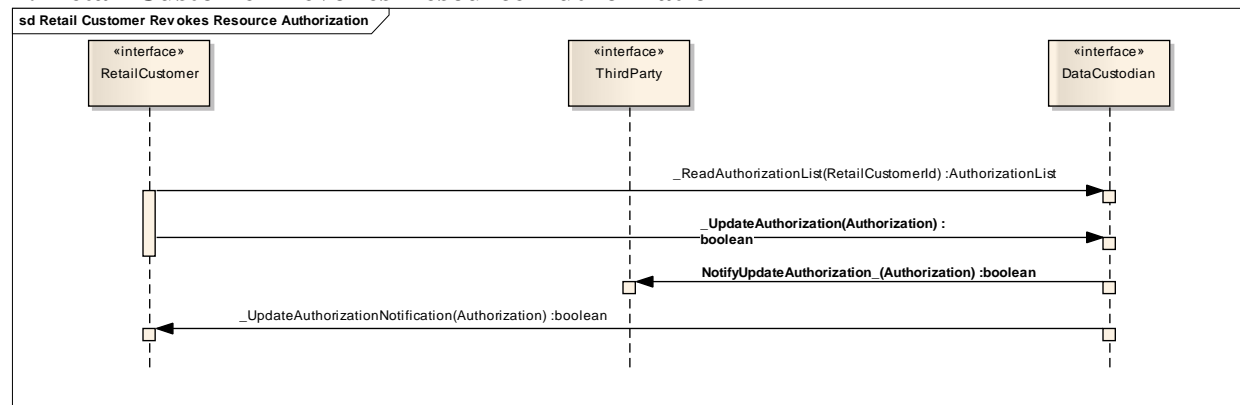 sd Retail Customer Revokes Resource Authorization
«interface»
RetailCustomer
«interface»
ThirdParty
«interface»
DataCustodian
_ReadAuthorizationList(RetailCustomerId) :AuthorizationList
_UpdateAuthorization(Authorization) :
boolean
NotifyUpdateAuthorization_(Authorization) :boolean
_UpdateAuthorizationNotification(Authorization) :boolean